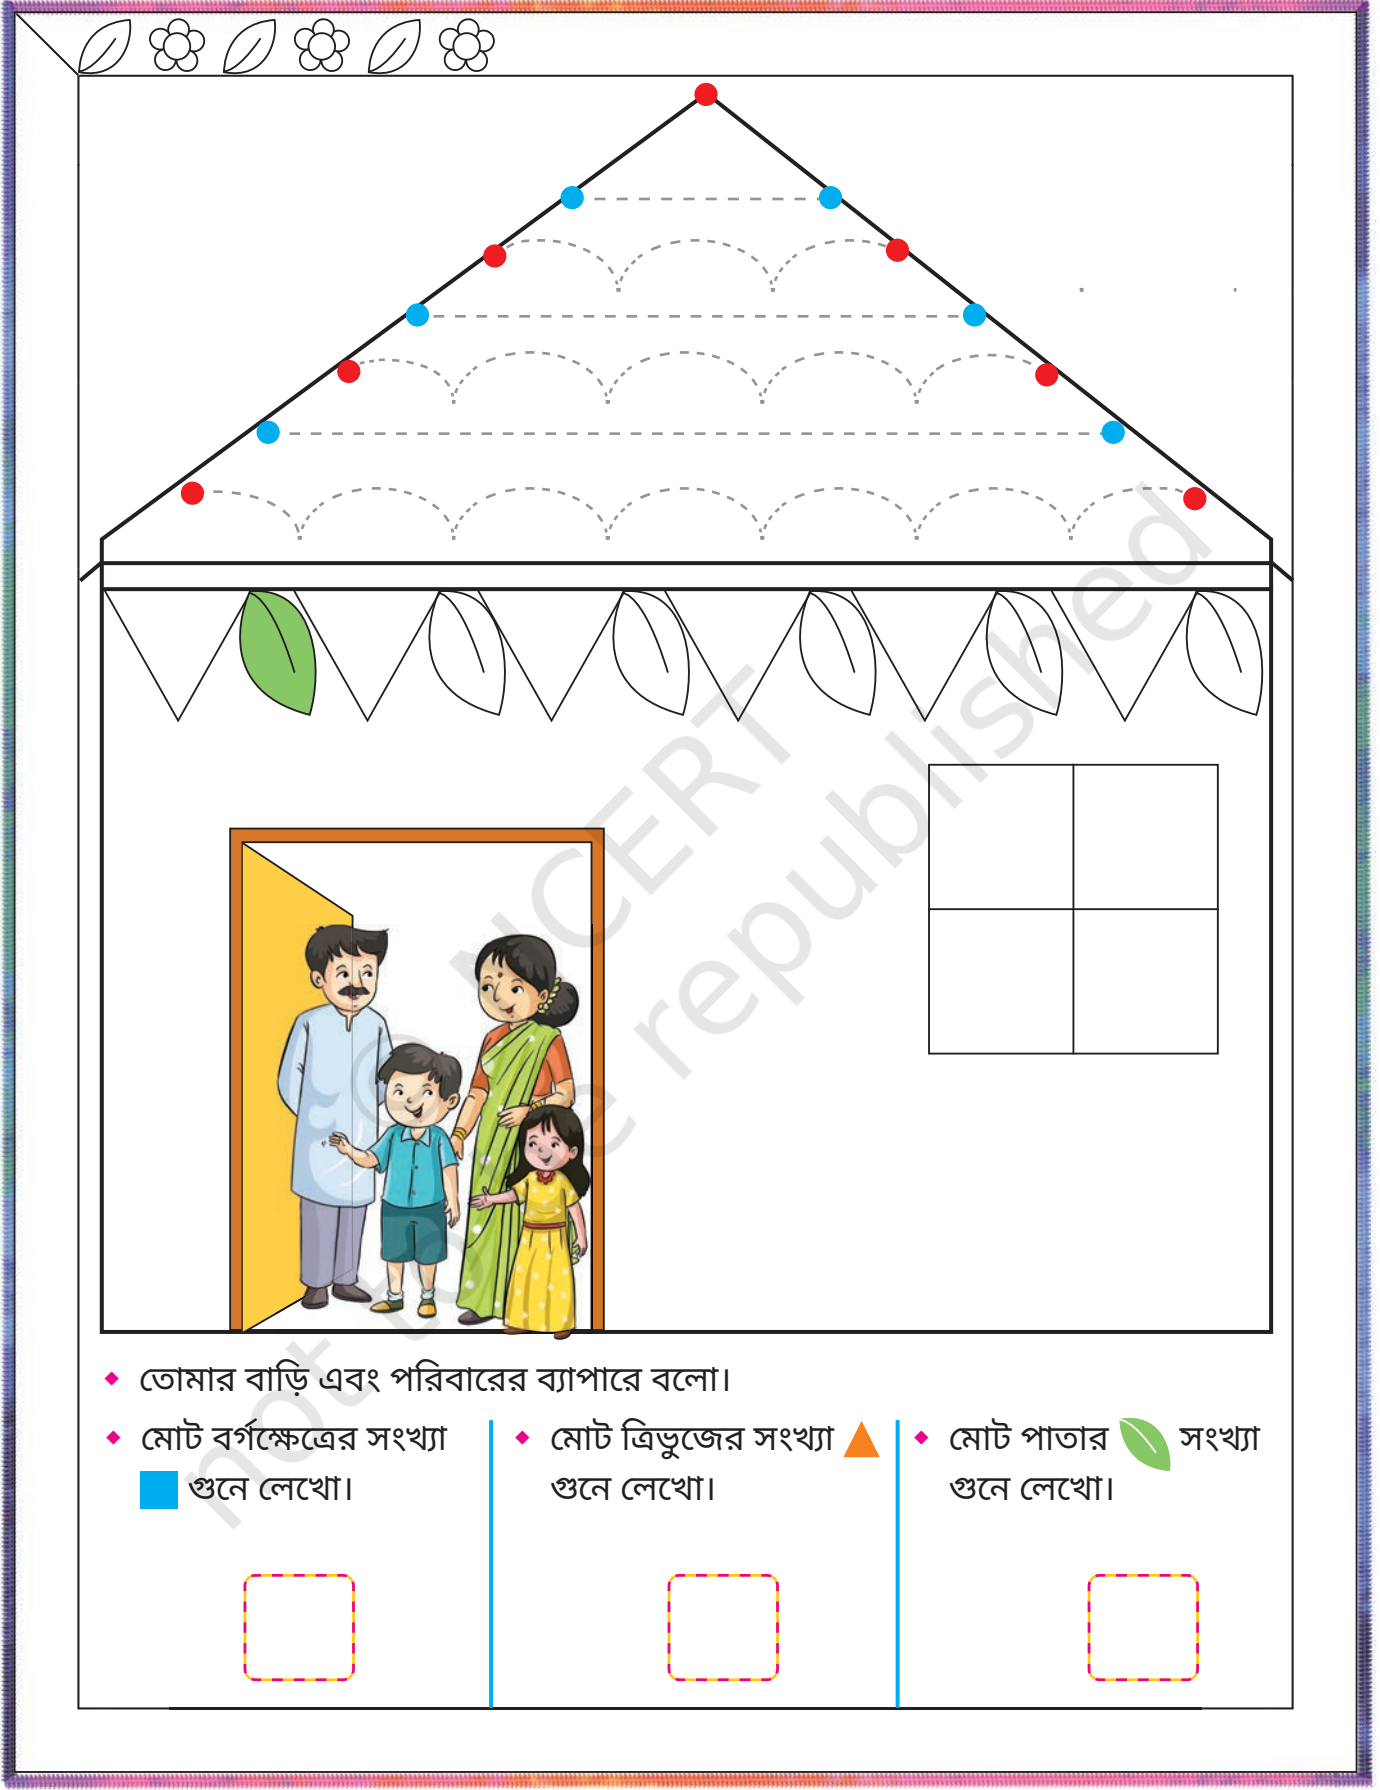 © NCERT
not to be republished
তোমার বাড়ি এবং পরিবারের ব্যাপারে বলো।
মোট বর্গক্ষেত্রের সংখ্যা
গুনে লেখো।
মোট ত্রিভুজের সংখ্যা
গুনে লেখো।
মোট পাতার সংখ্যা
গুনে লেখো।